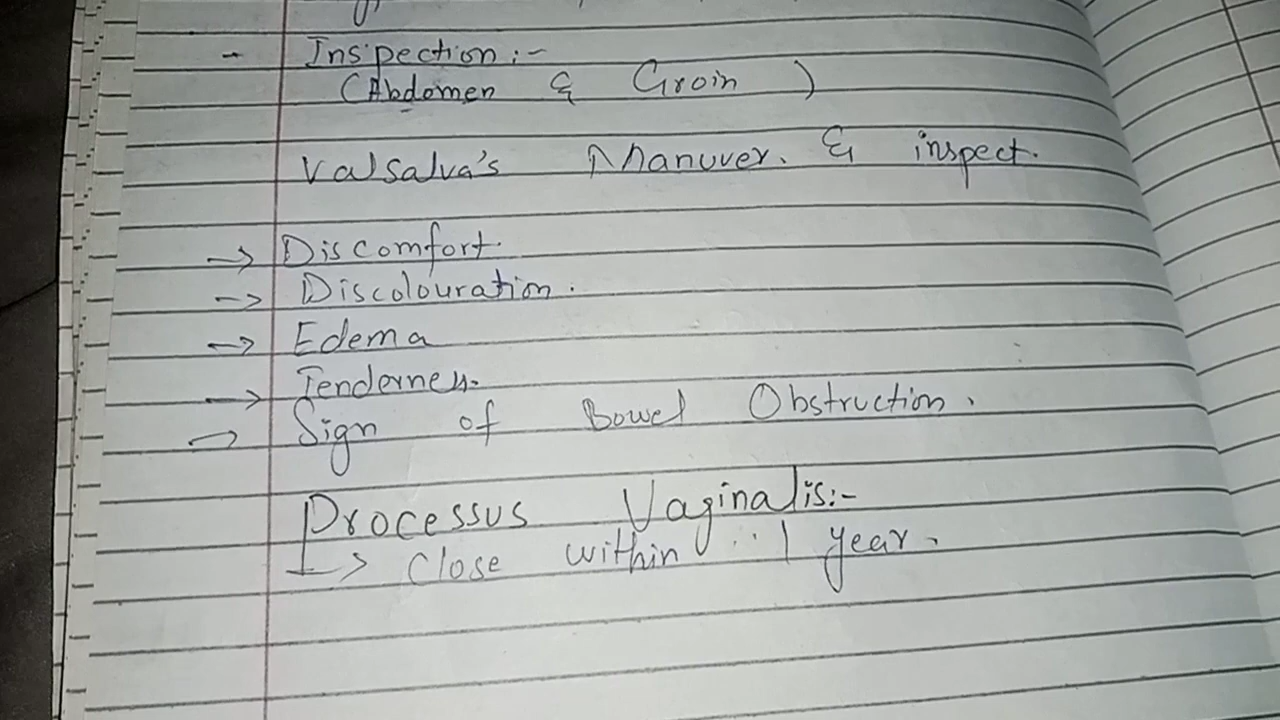 - Inspection :-
(Abdomen & Groin )
Valsalva's Manuver. & inspect.
→ Discomfort.
→ Discolouration.
→ Edema
→ Tenderness.
→ Sign of Bowel Obstruction.
Processus Vaginalis:-
↳ Close within 1 year.